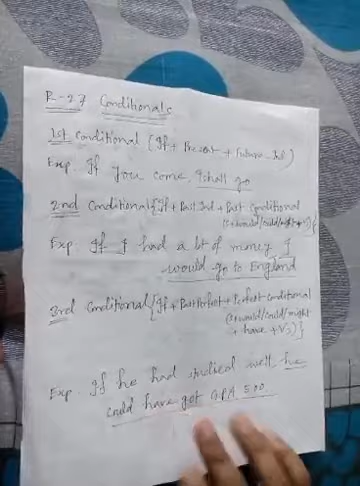 R-27 Conditionals
1st Conditional {If + Present + Future Ind)
Exp. If you come, I shall go
2nd Conditional {If + Past Ind + Past Conditional
(S+would/could/might+V1)}
Exp. If I had a lot of money I
would go to England
3rd Conditional {If + Past Perfect + Perfect conditional
(S+would/could/might
+ have + V3)}
Exp. If he had studied well, he
could have got GPA 5.00.